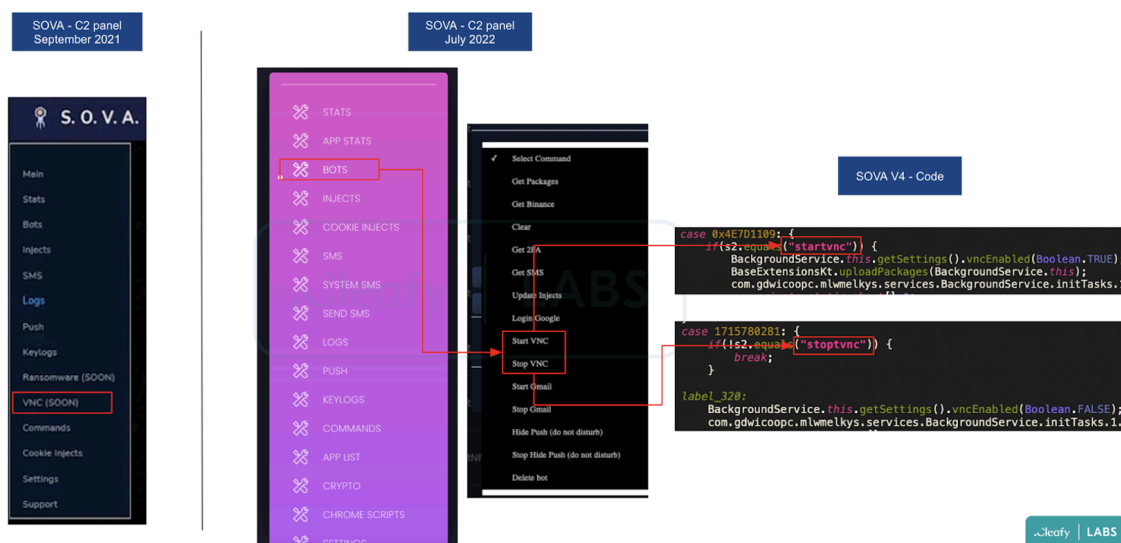 SOVA - C2 panel
September 2021
S. O. V. A.
Main
Stats
Bots
Injects
SMS
Logs
Push
Keylogs
Ransomware (SOON)
VNC (SOON)
Commands
Cookie Injects
Settings
Support
SOVA - C2 panel
July 2022
STATS
APP STATS
BOTS
INJECTS
COOKIE INJECTS
SMS
SYSTEM SMS
SEND SMS
LOGS
PUSH
KEYLOGS
COMMANDS
APP LIST
CRYPTO
CHROME SCRIPTS
SETTINGS
✓ Select Command
Get Packages
Get Binance
Clear
Get 2FA
Get SMS
Update Injects
Login Google
Start VNC
Stop VNC
Start Gmail
Stop Gmail
Hide Push (do not disturb)
Stop Hide Push (do not disturb)
Delete bot
SOVA V4 - Code
case 0x4E7D1109: {
if(s2.equals("startvnc")) {
BackgroundService.this.getSettings().vncEnabled(Boolean.TRUE)
BaseExtensionsKt.uploadPackages(BackgroundService.this);
com.gdwicoopc.mlwmelkys.services.BackgroundService.initTasks.1
case 1715780281: {
if(!s2.equals("stoptvnc")) {
break;
}
label_320:
BackgroundService.this.getSettings().vncEnabled(Boolean.FALSE);
com.gdwicoopc.mlwmelkys.services.BackgroundService.initTasks.1.
Cleafy LABS
Cleafy | LABS